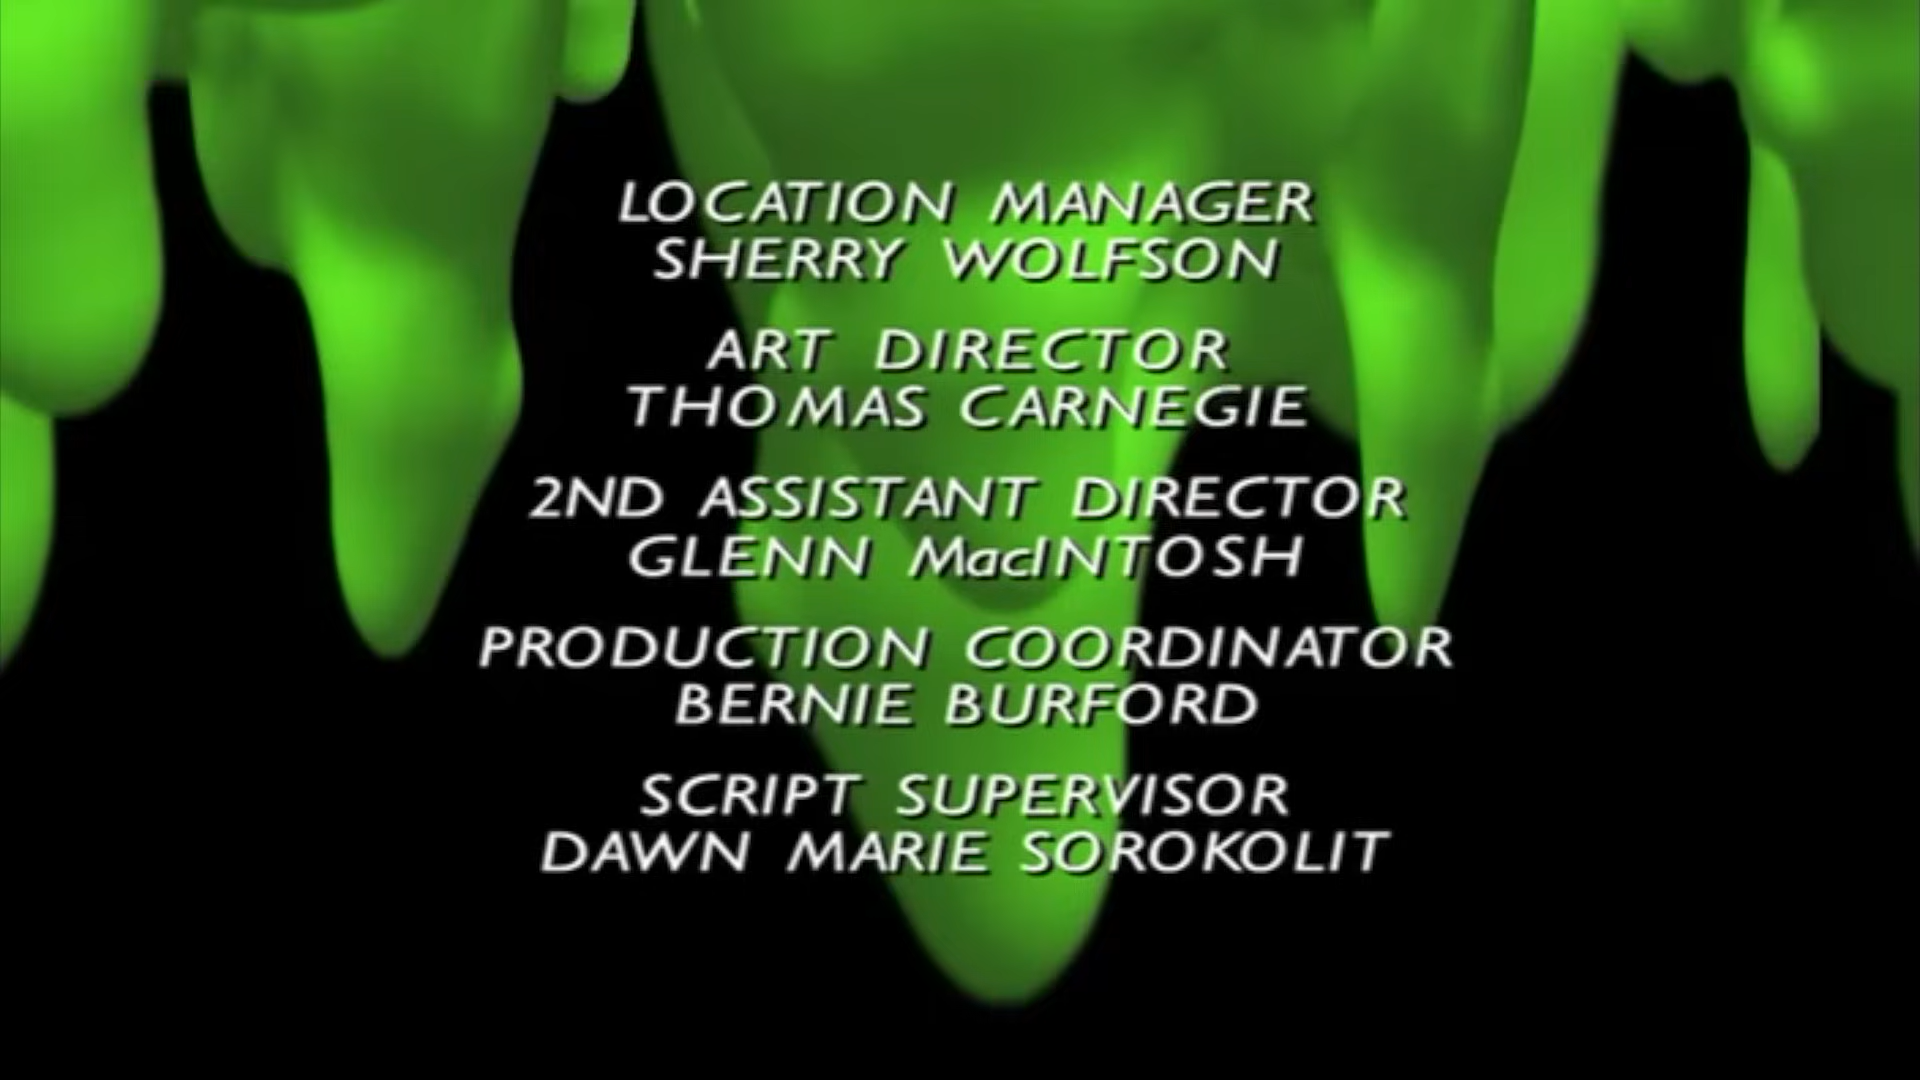 LOCATION MANAGER
SHERRY WOLFSON
ART DIRECTOR
THOMAS CARNEGIE
2ND ASSISTANT DIRECTOR
GLENN MacINTOSH
PRODUCTION COORDINATOR
BERNIE BURFORD
SCRIPT SUPERVISOR
DAWN MARIE SOROKOLIT